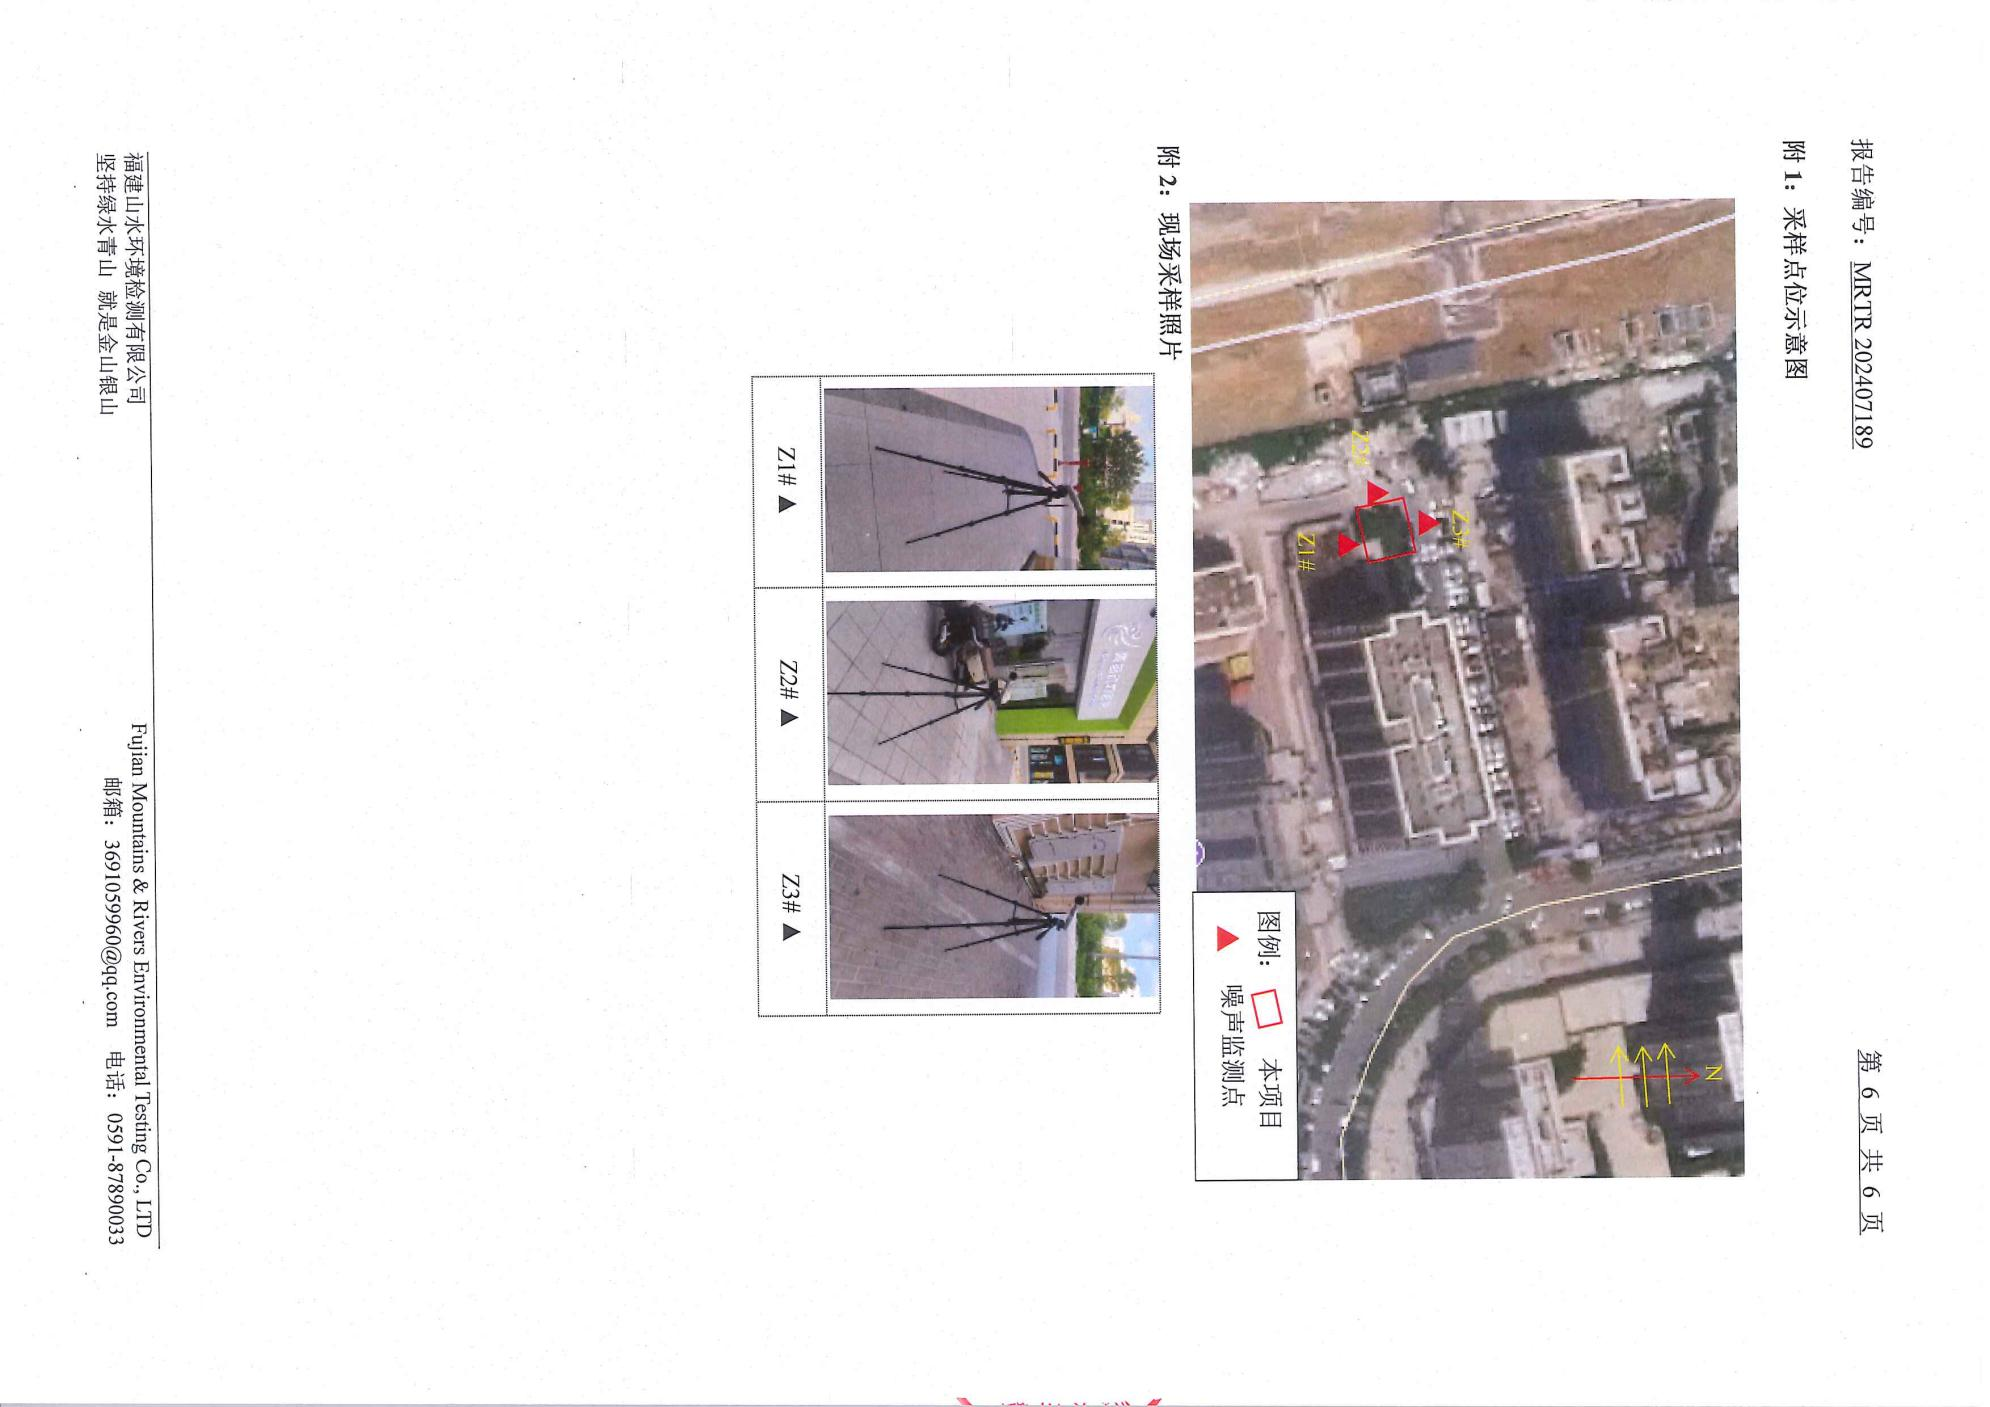 报告编号：MRTR 202407189
第 6 页 共 6 页
附 1：采样点位示意图
N
Z3#
Z2#
Z1#
图例： 本项目
噪声监测点
附 2：现场采样照片
Z1# ▲
Z2# ▲
Z3# ▲
福建山水环境检测有限公司
Fujian Mountains & Rivers Environmental Testing Co., LTD
坚持绿水青山 就是金山银山
邮箱：3691059960@qq.com 电话：0591-87890033